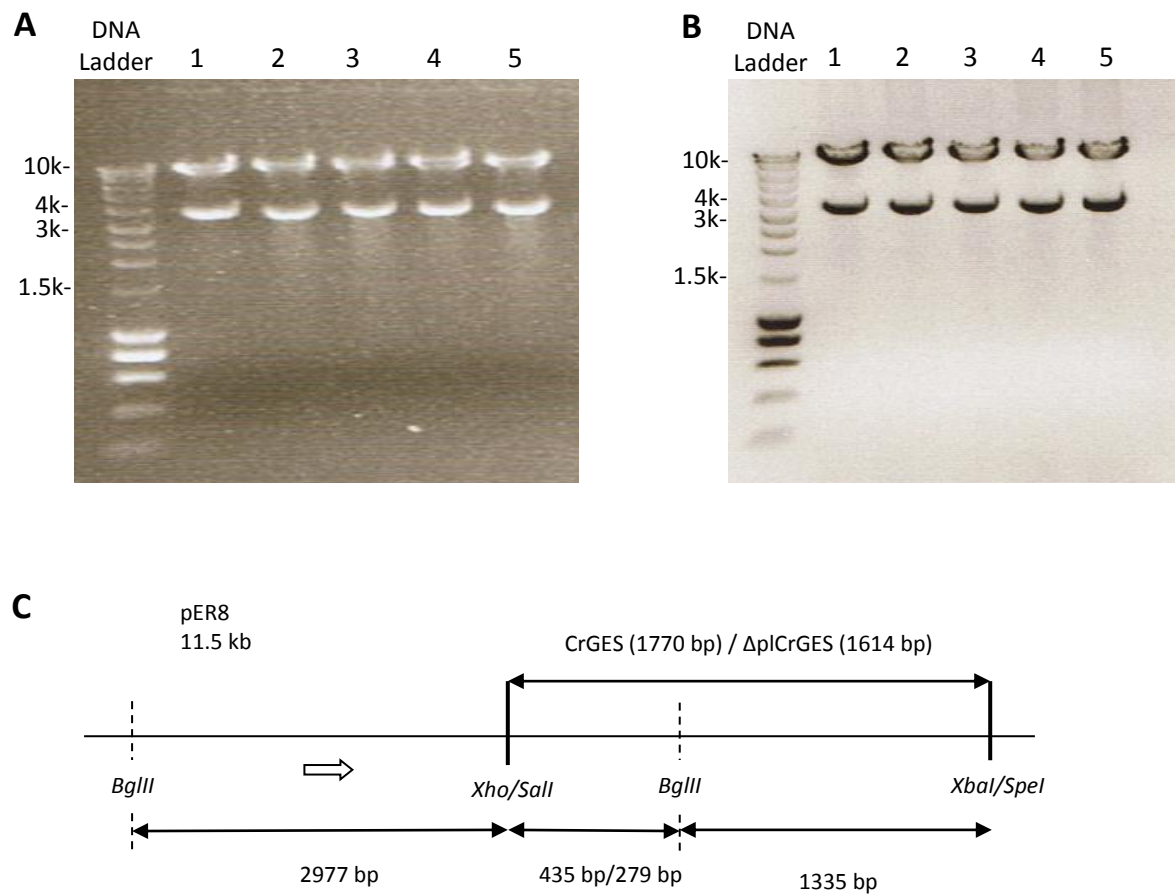 A
DNA
Ladder
1 2 3 4 5
10k-
4k-
3k-
1.5k-
B
DNA
Ladder
1 2 3 4 5
10k-
4k-
3k-
1.5k-
C
pER8
11.5 kb
CrGES (1770 bp) / ΔplCrGES (1614 bp)
BglII Xho/SalI BglII XbaI/SpeI
2977 bp 435 bp/279 bp 1335 bp